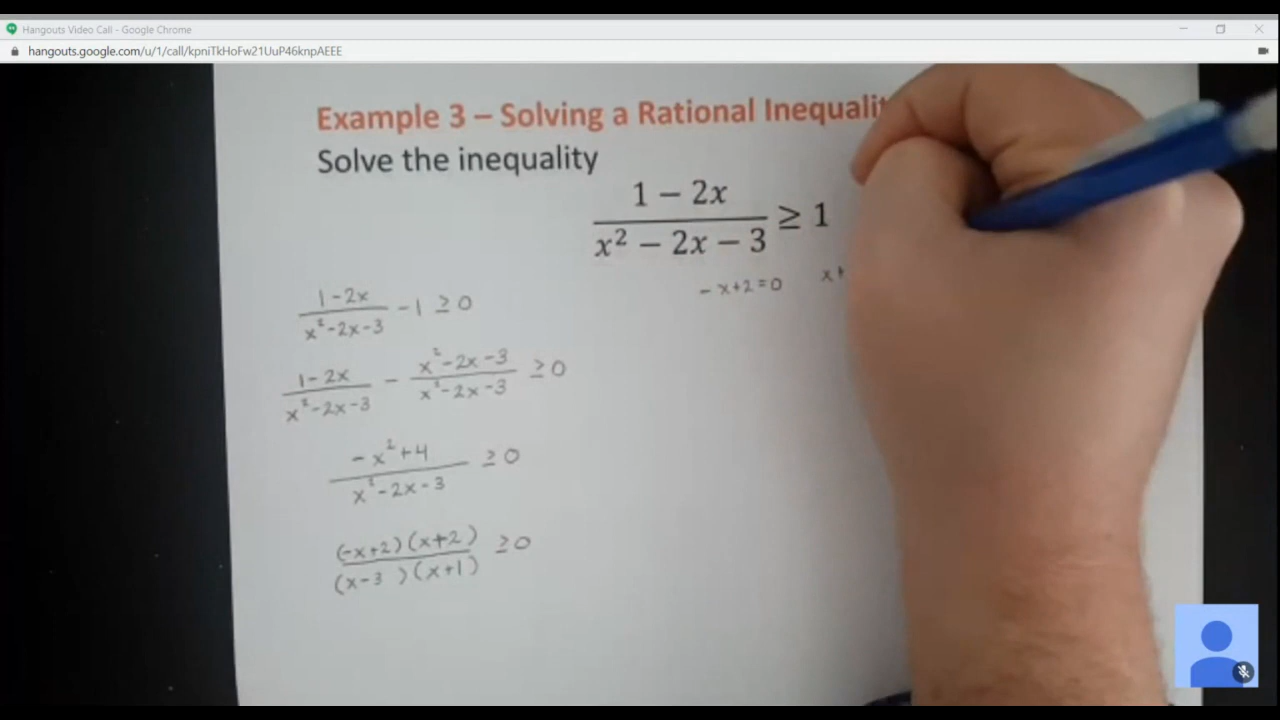 Hangouts Video Call - Google Chrome
hangouts.google.com/u/1/call/kpniTkHoFw21UuP46knpAEEE
Example 3 – Solving a Rational
Solve the inequality
1 − 2x
x² − 2x − 3
≥ 1
-x+2=0
1-2x
x²-2x-3
-1 ≥ 0
1-2x
x²-2x-3
-
x²-2x-3
x²-2x-3
≥0
-x²+4
x²-2x-3
≥0
(-x+2)(x+2)
(x-3 )(x+1)
≥0